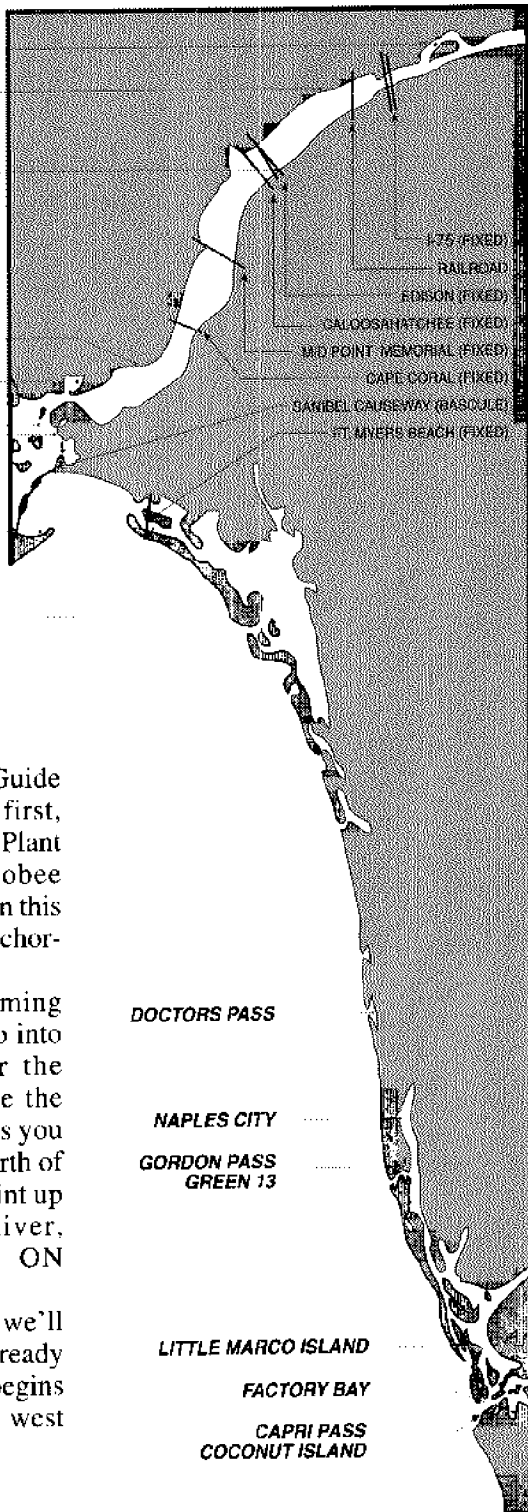 I-75 (FIXED)
RAILROAD
EDISON (FIXED)
CALOOSAHATCHEE (FIXED)
MID POINT MEMORIAL (FIXED)
CAPE CORAL (FIXED)
SANIBEL CAUSEWAY (BASCULE)
FT. MYERS BEACH (FIXED)
Guide
first,
Plant
obee
n this
chor-
ming
o into
r the
e the
s you
rth of
int up
iver,
ON
we'll
ready
begins
west
DOCTORS PASS
NAPLES CITY
GORDON PASS
GREEN 13
LITTLE MARCO ISLAND
FACTORY BAY
CAPRI PASS
COCONUT ISLAND